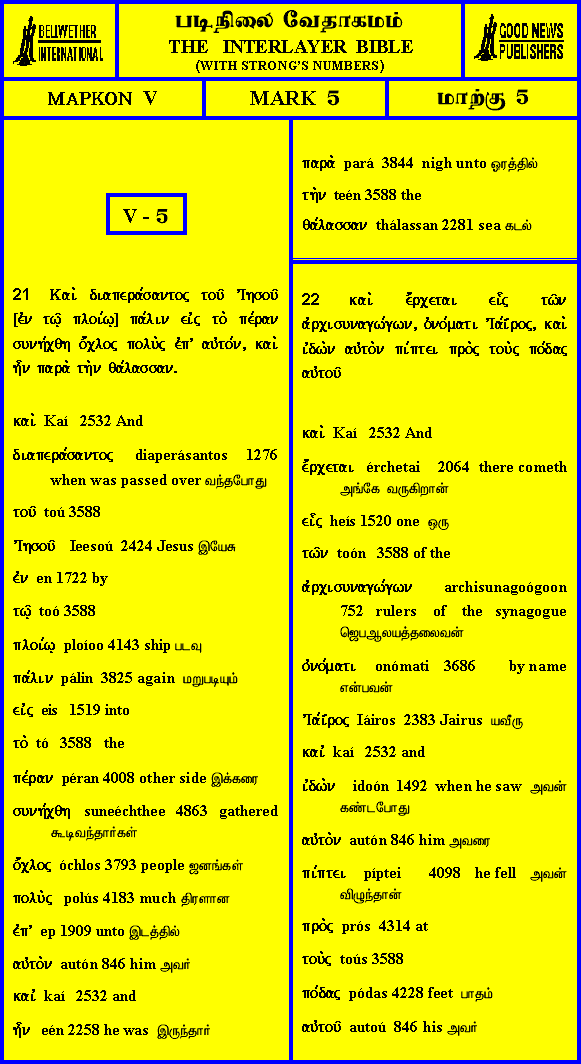 BELLWETHER
INTERNATIONAL
படிநிலை வேதாகமம்
THE INTERLAYER BIBLE
(WITH STRONG'S NUMBERS)
GOOD NEWS
PUBLISHERS
ΜΑΡΚΟΝ V
MARK 5
மாற்கு 5
V - 5
21 Καὶ διαπεράσαντος τοῦ Ἰησοῦ
[ἐν τῷ πλοίῳ] πάλιν εἰς τὸ πέραν
συνήχθη ὄχλος πολὺς ἐπ' αὐτόν, καὶ
ἦν παρὰ τὴν θάλασσαν.
καὶ Kaí 2532 And
διαπεράσαντος diaperásantos 1276
when was passed over வந்தபோது
τοῦ toú 3588
Ἰησοῦ Ieesoú 2424 Jesus இயேசு
ἐν en 1722 by
τῷ toó 3588
πλοίῳ ploíoo 4143 ship படவு
πάλιν pálin 3825 again மறுபடியும்
εἰς eis 1519 into
τὸ tó 3588 the
πέραν péran 4008 other side இக்கரை
συνήχθη suneéchthee 4863 gathered
கூடிவந்தார்கள்
ὄχλος óchlos 3793 people ஜனங்கள்
πολὺς polús 4183 much திரளான
ἐπ' ep 1909 unto இடத்தில்
αὐτόν autón 846 him அவர்
καἰ kaí 2532 and
ἦν eén 2258 he was இருந்தார்
παρὰ pará 3844 nigh unto ஓரத்தில்
τὴν teén 3588 the
θάλασσαν thálassan 2281 sea கடல்
22 καὶ ἔρχεται εἷς τῶν
ἀρχισυναγώγων, ὀνόματι Ἰάϊρος, καὶ
ἰδὼν αὐτὸν πίπτει πρὸς τοὺς πόδας
αὐτοῦ
καὶ Kaí 2532 And
ἔρχεται érchetai 2064 there cometh
அங்கே வருகிறான்
εἷς heís 1520 one ஒரு
τῶν toón 3588 of the
ἀρχισυναγώγων archisunagoógoon
752 rulers of the synagogue
ஜெபஆலயத்தலைவன்
ὀνόματι onómati 3686 by name
என்பவன்
Ἰάϊρος Iáiros 2383 Jairus யவீரு
καἰ kaí 2532 and
ἰδὼν idoón 1492 when he saw அவன்
கண்டபோது
αὐτὸν autón 846 him அவரை
πίπτει píptei 4098 he fell அவன்
விழுந்தான்
πρὸς prós 4314 at
τοὺς toús 3588
πόδας pódas 4228 feet பாதம்
αὐτοῦ autoú 846 his அவர்